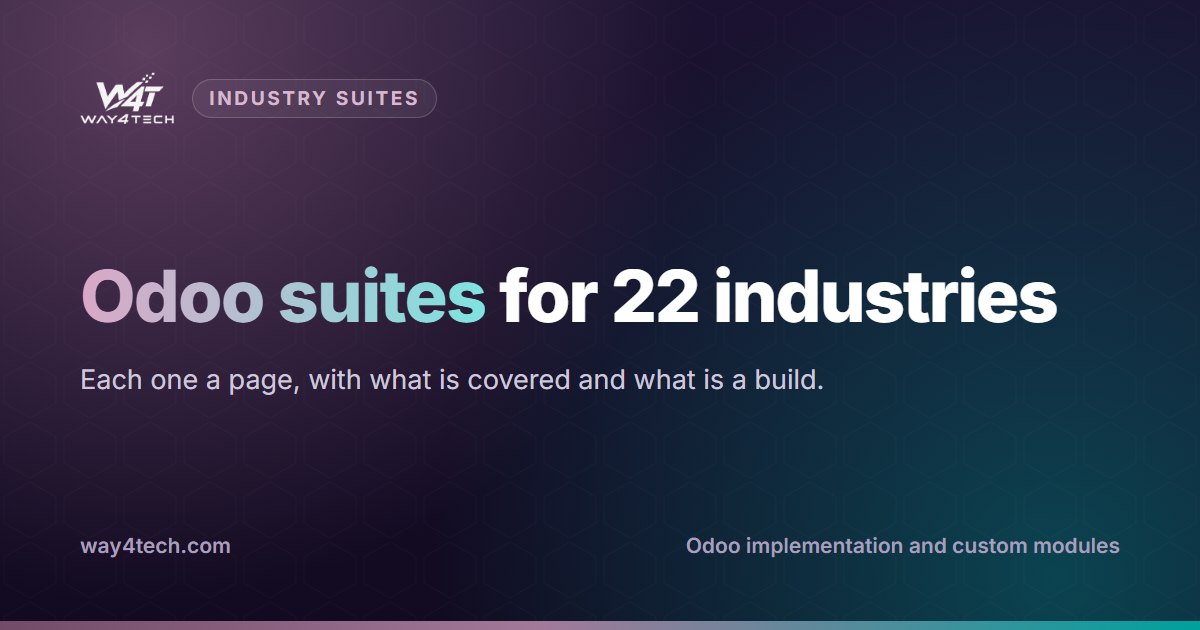 W4T
WAY4TECH
INDUSTRY SUITES
Odoo suites for 22 industries
Each one a page, with what is covered and what is a build.
way4tech.com
Odoo implementation and custom modules